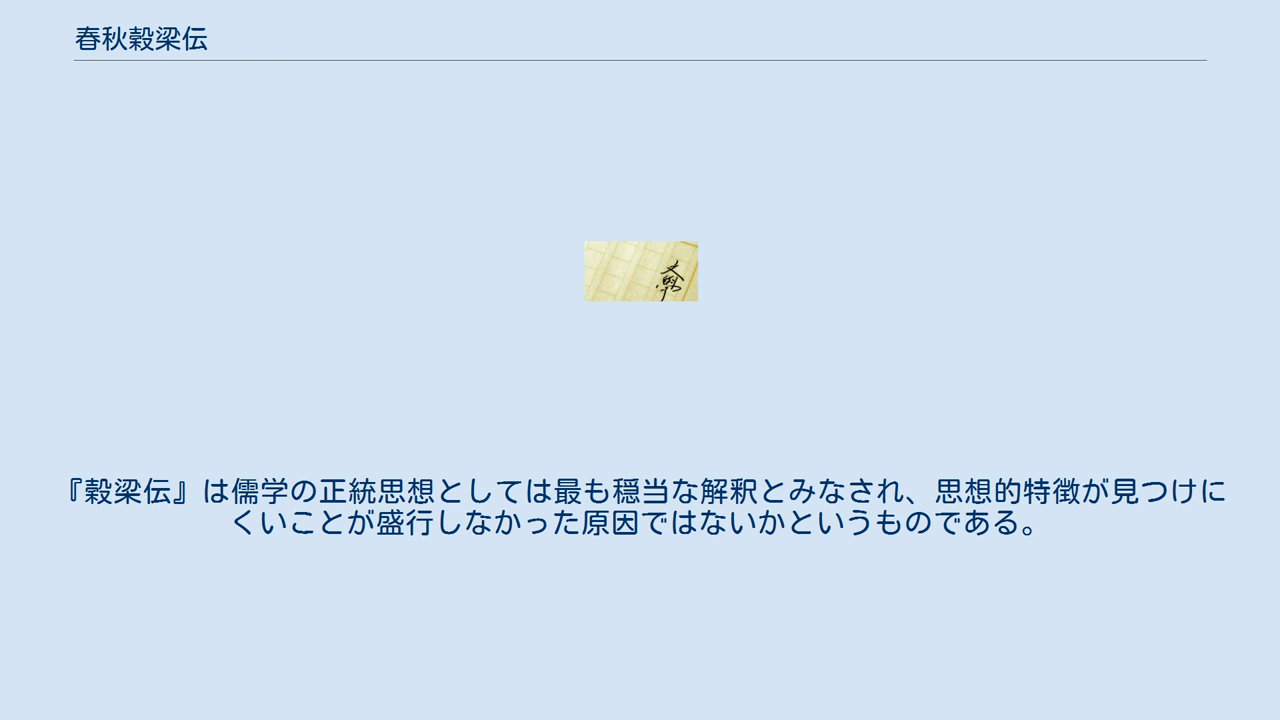 春秋穀梁伝
『穀梁伝』は儒学の正統思想としては最も穏当な解釈とみなされ、思想的特徴が見つけに
くいことが盛行しなかった原因ではないかというものである。